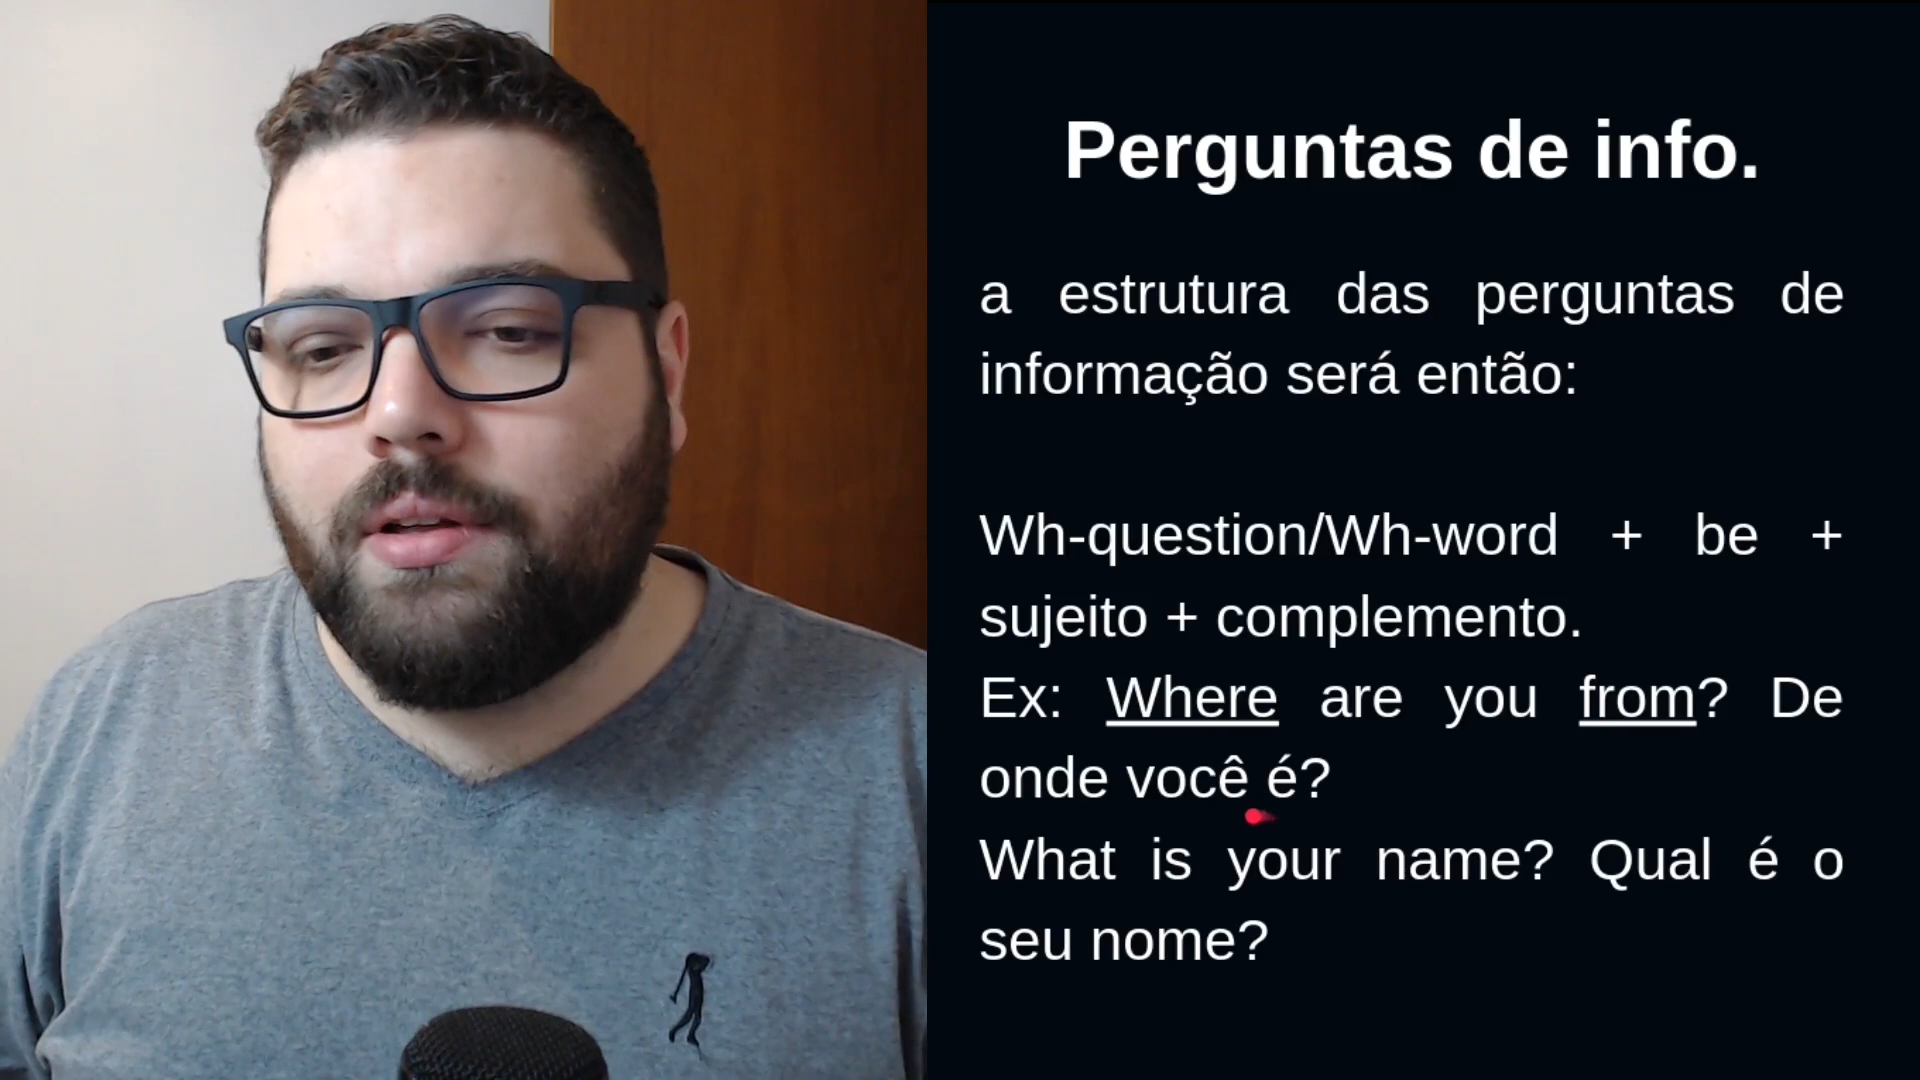 Perguntas de info.
a estrutura das perguntas de
informação será então:
Wh-question/Wh-word + be +
sujeito + complemento.
Ex: Where are you from? De
onde você é?
What is your name? Qual é o
seu nome?